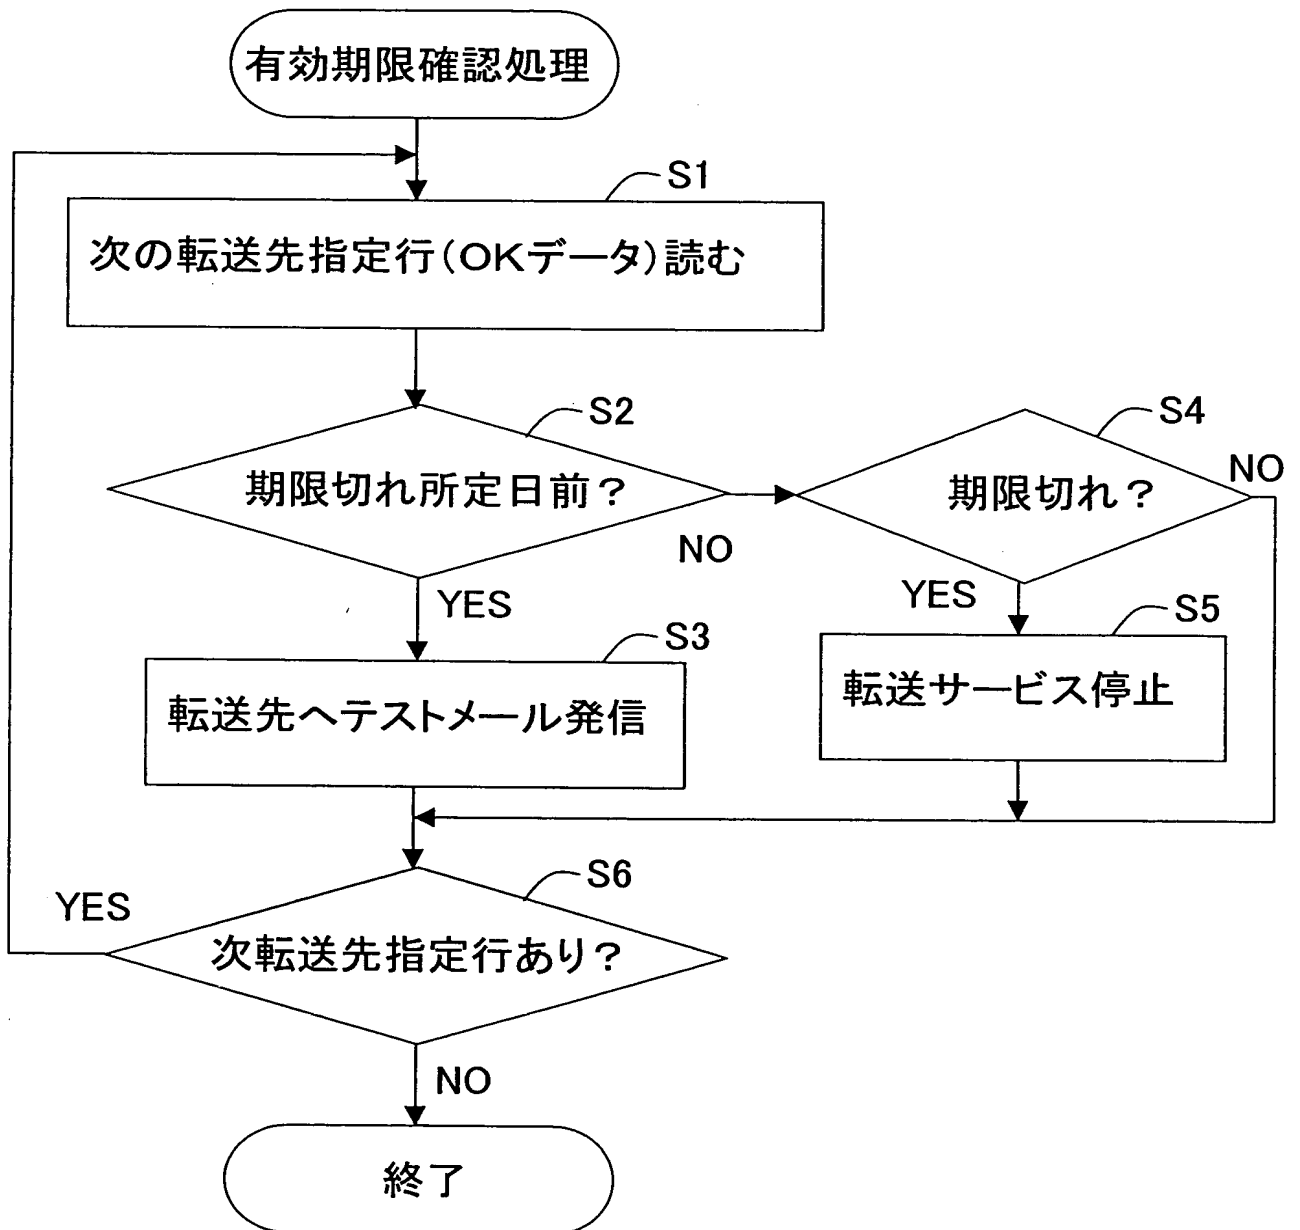 有効期限確認処理
S1
次の転送先指定行(OKデータ)読む
S2
期限切れ所定日前?
NO
YES
S4
期限切れ?
NO
YES
S3
転送先へテストメール発信
S5
転送サービス停止
S6
次転送先指定行あり?
YES
NO
終了